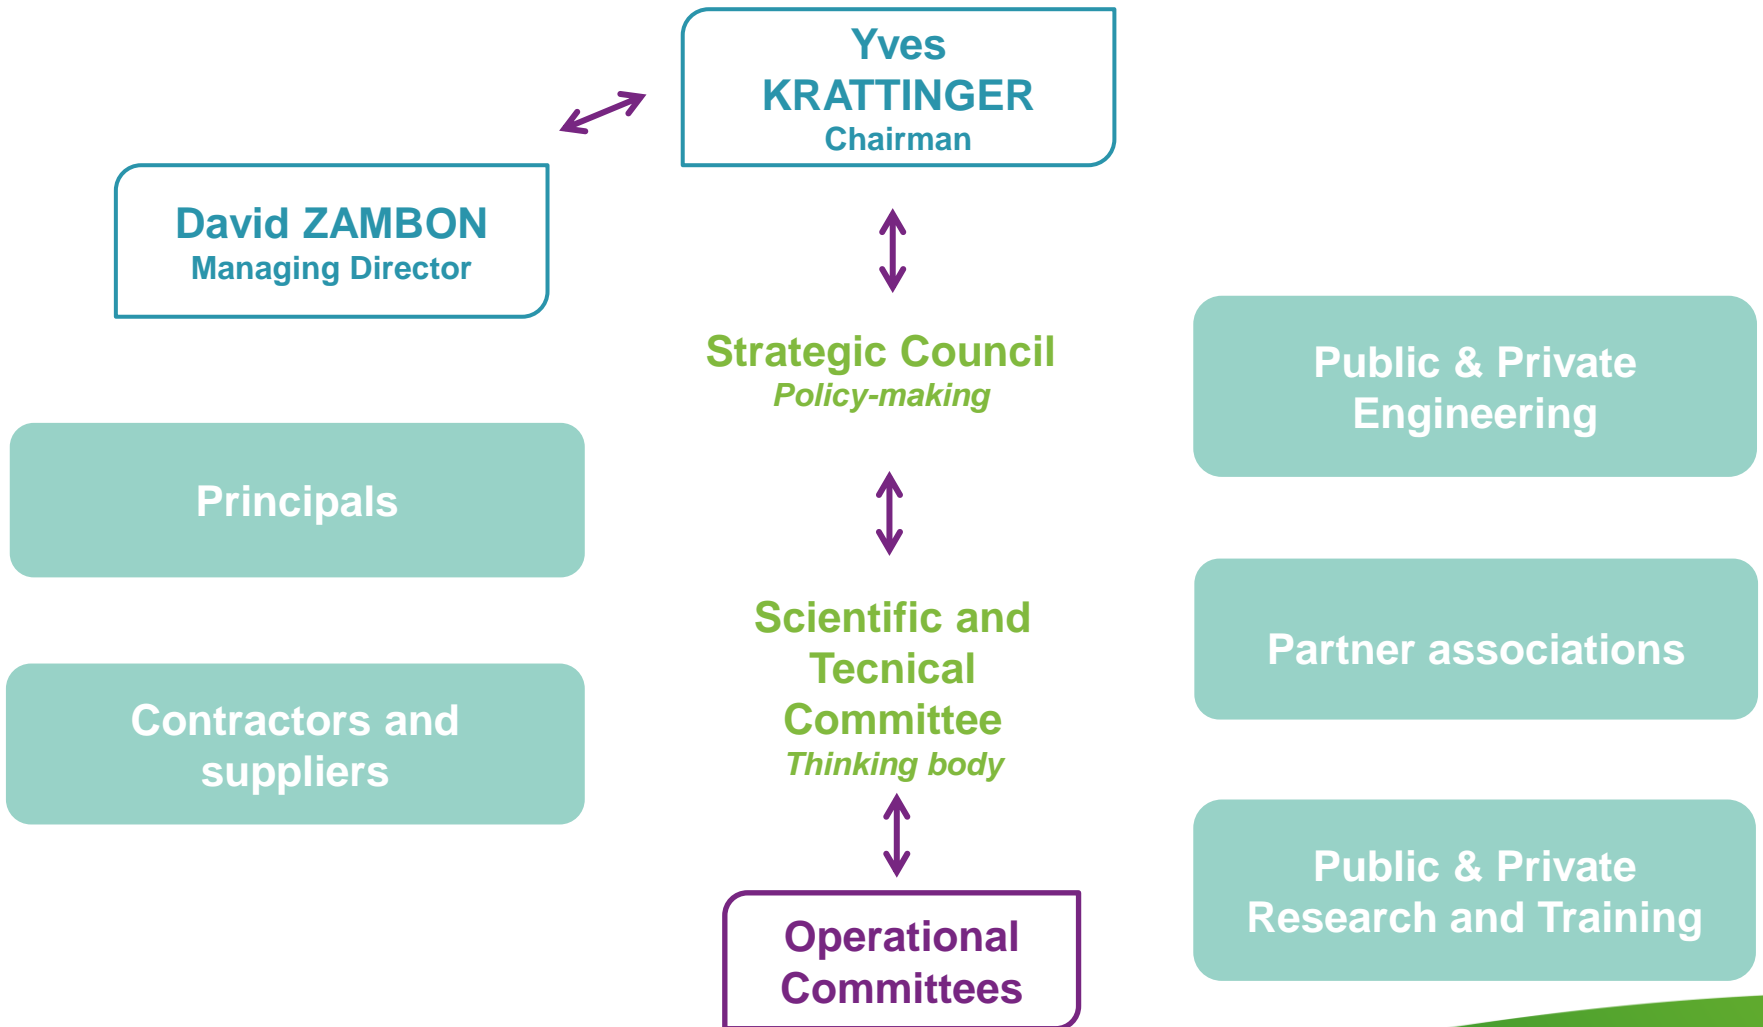 Yves
KRATTINGER
Chairman
David ZAMBON
Managing Director
Strategic Council
Policy-making
Public & Private
Engineering
Principals
Scientific and
Tecnical
Committee
Thinking body
Partner associations
Contractors and
suppliers
Public & Private
Research and Training
Operational
Committees